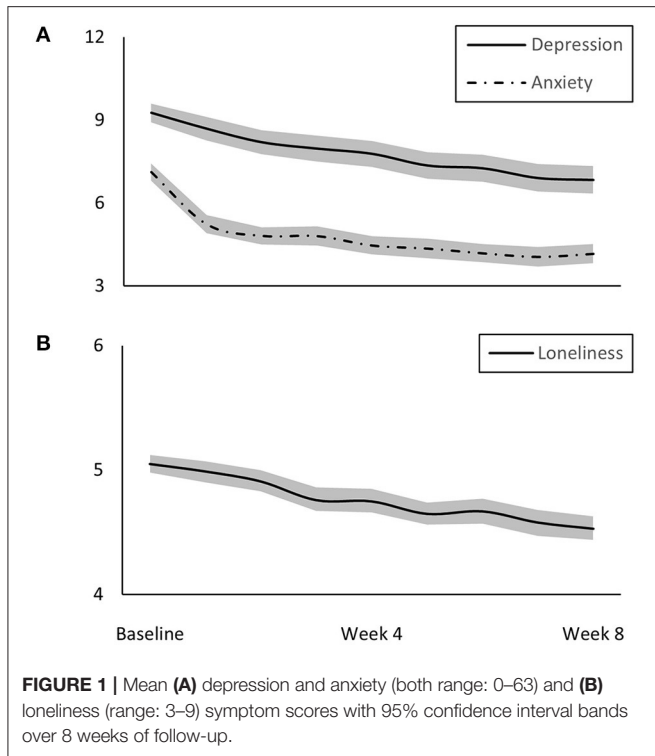 A
12
Depression
Anxiety
9
6
3
B
6
Loneliness
5
4
Baseline Week 4 Week 8
FIGURE 1 | Mean (A) depression and anxiety (both range: 0–63) and (B)
loneliness (range: 3–9) symptom scores with 95% confidence interval bands
over 8 weeks of follow-up.